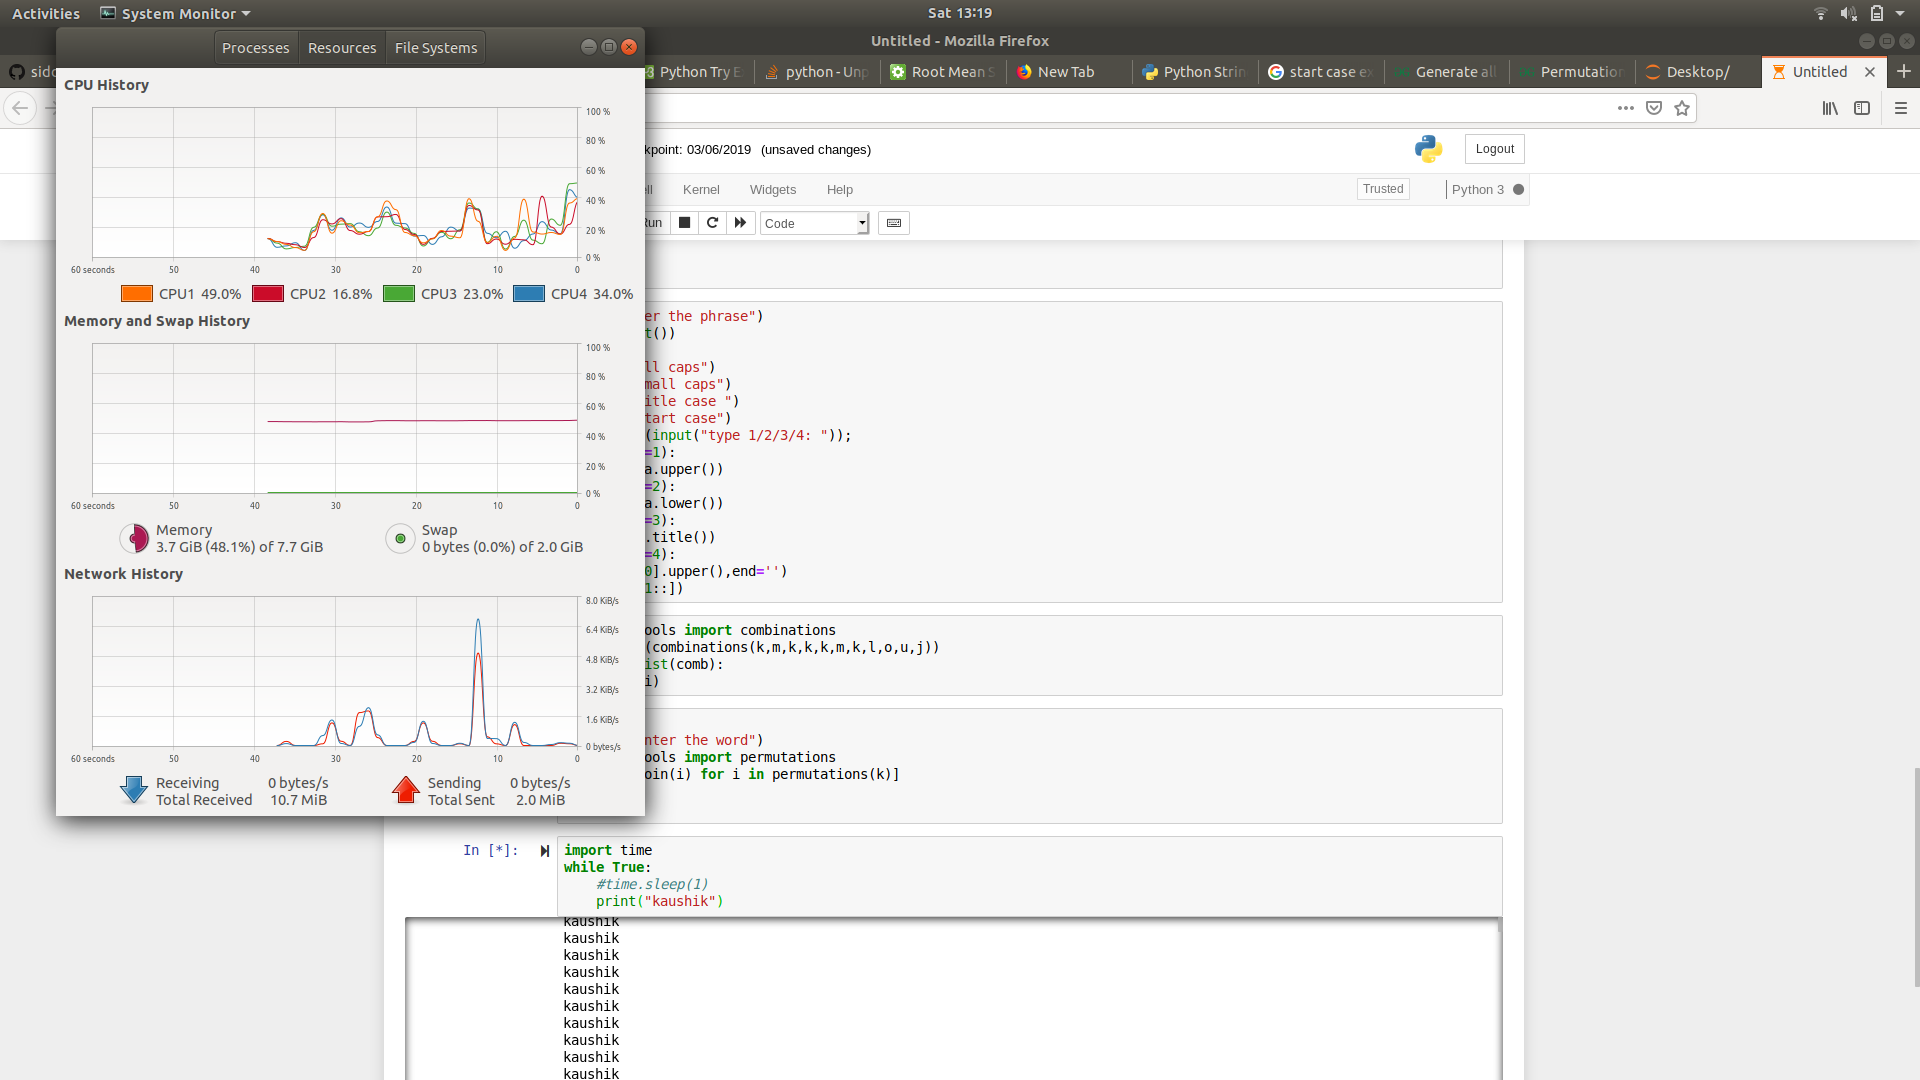 Activities
System Monitor
Sat 13:19
Untitled - Mozilla Firefox
Processes
Resources
File Systems
Python Try E
python - Unp
Root Mean S
New Tab
Python Strin
start case ex
Generate all
Permutation
Desktop/
Untitled
CPU History
100 %
80 %
60 %
40 %
20 %
0 %
60 seconds 50 40 30 20 10 0
CPU1 49.0% CPU2 16.8% CPU3 23.0% CPU4 34.0%
Memory and Swap History
100 %
80 %
60 %
40 %
20 %
0 %
60 seconds 50 40 30 20 10 0
Memory
3.7 GiB (48.1%) of 7.7 GiB
Swap
0 bytes (0.0%) of 2.0 GiB
Network History
8.0 KiB/s
6.4 KiB/s
4.8 KiB/s
3.2 KiB/s
1.6 KiB/s
0 bytes/s
60 seconds 50 40 30 20 10 0
Receiving 0 bytes/s
Total Received 10.7 MiB
Sending 0 bytes/s
Total Sent 2.0 MiB
kpoint: 03/06/2019 (unsaved changes)
Logout
ell Kernel Widgets Help
Trusted
Python 3
Run
Code
er the phrase")
t())
ll caps")
mall caps")
itle case ")
tart case")
(input("type 1/2/3/4: "));
=1):
a.upper())
=2):
a.lower())
=3):
.title())
=4):
0].upper(),end='')
1::])
ools import combinations
(combinations(k,m,k,k,k,m,k,l,o,u,j))
ist(comb):
i)
nter the word")
ools import permutations
oin(i) for i in permutations(k)]
In [*]:
import time
while True:
#time.sleep(1)
print("kaushik")
kaushik
kaushik
kaushik
kaushik
kaushik
kaushik
kaushik
kaushik
kaushik
kaushik